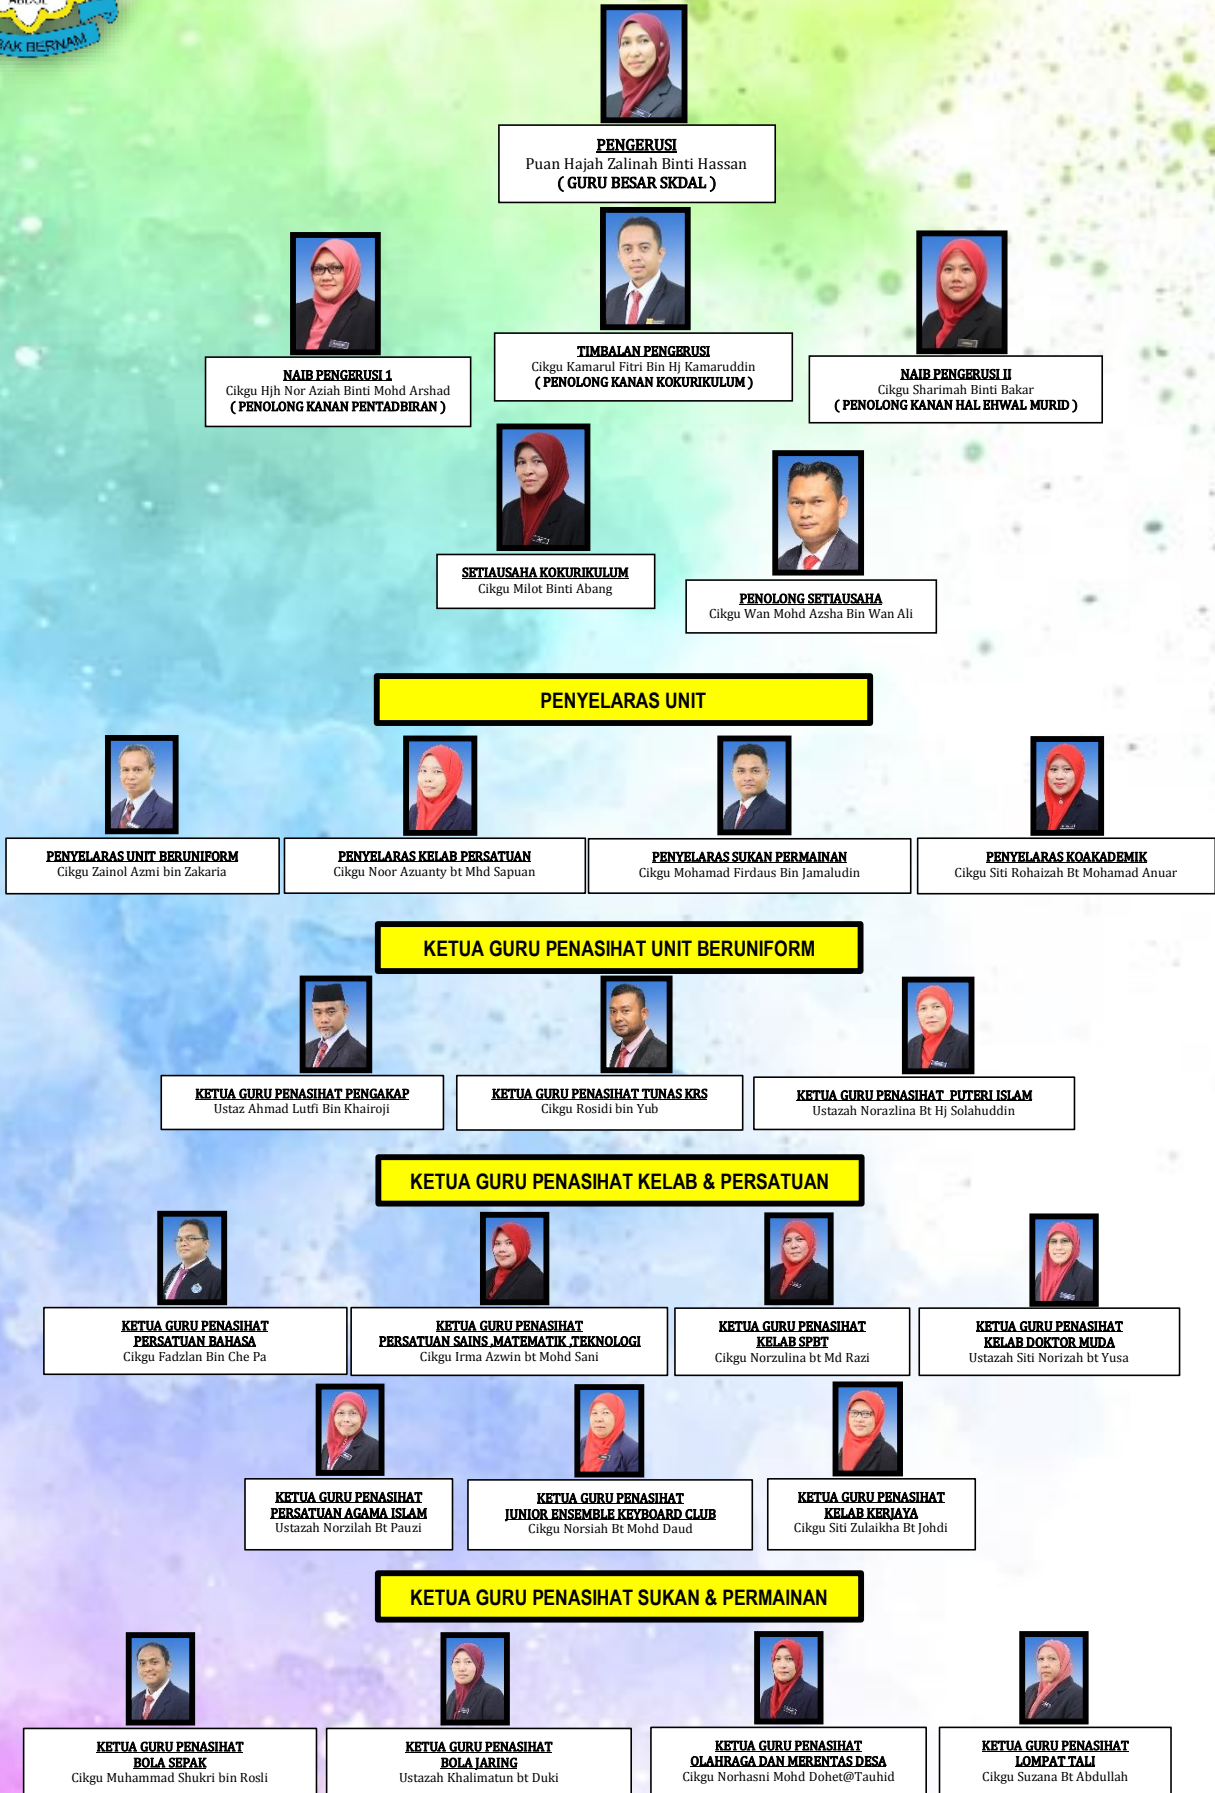 ABDUL
BAK BERNAM
PENGERUSI
Puan Hajah Zalinah Binti Hassan
( GURU BESAR SKDAL )
NAIB PENGERUSI 1
Cikgu Hjh Nor Aziah Binti Mohd Arshad
( PENOLONG KANAN PENTADBIRAN )
TIMBALAN PENGERUSI
Cikgu Kamarul Fitri Bin Hj Kamaruddin
( PENOLONG KANAN KOKURIKULUM )
NAIB PENGERUSI II
Cikgu Sharimah Binti Bakar
( PENOLONG KANAN HAL EHWAL MURID )
SETIAUSAHA KOKURIKULUM
Cikgu Milot Binti Abang
PENOLONG SETIAUSAHA
Cikgu Wan Mohd Azsha Bin Wan Ali
PENYELARAS UNIT
PENYELARAS UNIT BERUNIFORM
Cikgu Zainol Azmi bin Zakaria
PENYELARAS KELAB PERSATUAN
Cikgu Noor Azuanty bt Mhd Sapuan
PENYELARAS SUKAN PERMAINAN
Cikgu Mohamad Firdaus Bin Jamaludin
PENYELARAS KOAKADEMIK
Cikgu Siti Rohaizah Bt Mohamad Anuar
KETUA GURU PENASIHAT UNIT BERUNIFORM
KETUA GURU PENASIHAT PENGAKAP
Ustaz Ahmad Lutfi Bin Khairoji
KETUA GURU PENASIHAT TUNAS KRS
Cikgu Rosidi bin Yub
KETUA GURU PENASIHAT PUTERI ISLAM
Ustazah Norazlina Bt Hj Solahuddin
KETUA GURU PENASIHAT KELAB & PERSATUAN
KETUA GURU PENASIHAT
PERSATUAN BAHASA
Cikgu Fadzlan Bin Che Pa
KETUA GURU PENASIHAT
PERSATUAN SAINS ,MATEMATIK ,TEKNOLOGI
Cikgu Irma Azwin bt Mohd Sani
KETUA GURU PENASIHAT
KELAB SPBT
Cikgu Norzulina bt Md Razi
KETUA GURU PENASIHAT
KELAB DOKTOR MUDA
Ustazah Siti Norizah bt Yusa
KETUA GURU PENASIHAT
PERSATUAN AGAMA ISLAM
Ustazah Norzilah Bt Pauzi
KETUA GURU PENASIHAT
JUNIOR ENSEMBLE KEYBOARD CLUB
Cikgu Norsiah Bt Mohd Daud
KETUA GURU PENASIHAT
KELAB KERJAYA
Cikgu Siti Zulaikha Bt Johdi
KETUA GURU PENASIHAT SUKAN & PERMAINAN
KETUA GURU PENASIHAT
BOLA SEPAK
Cikgu Muhammad Shukri bin Rosli
KETUA GURU PENASIHAT
BOLA JARING
Ustazah Khalimatun bt Duki
KETUA GURU PENASIHAT
OLAHRAGA DAN MERENTAS DESA
Cikgu Norhasni Mohd Dohet@Tauhid
KETUA GURU PENASIHAT
LOMPAT TALI
Cikgu Suzana Bt Abdullah